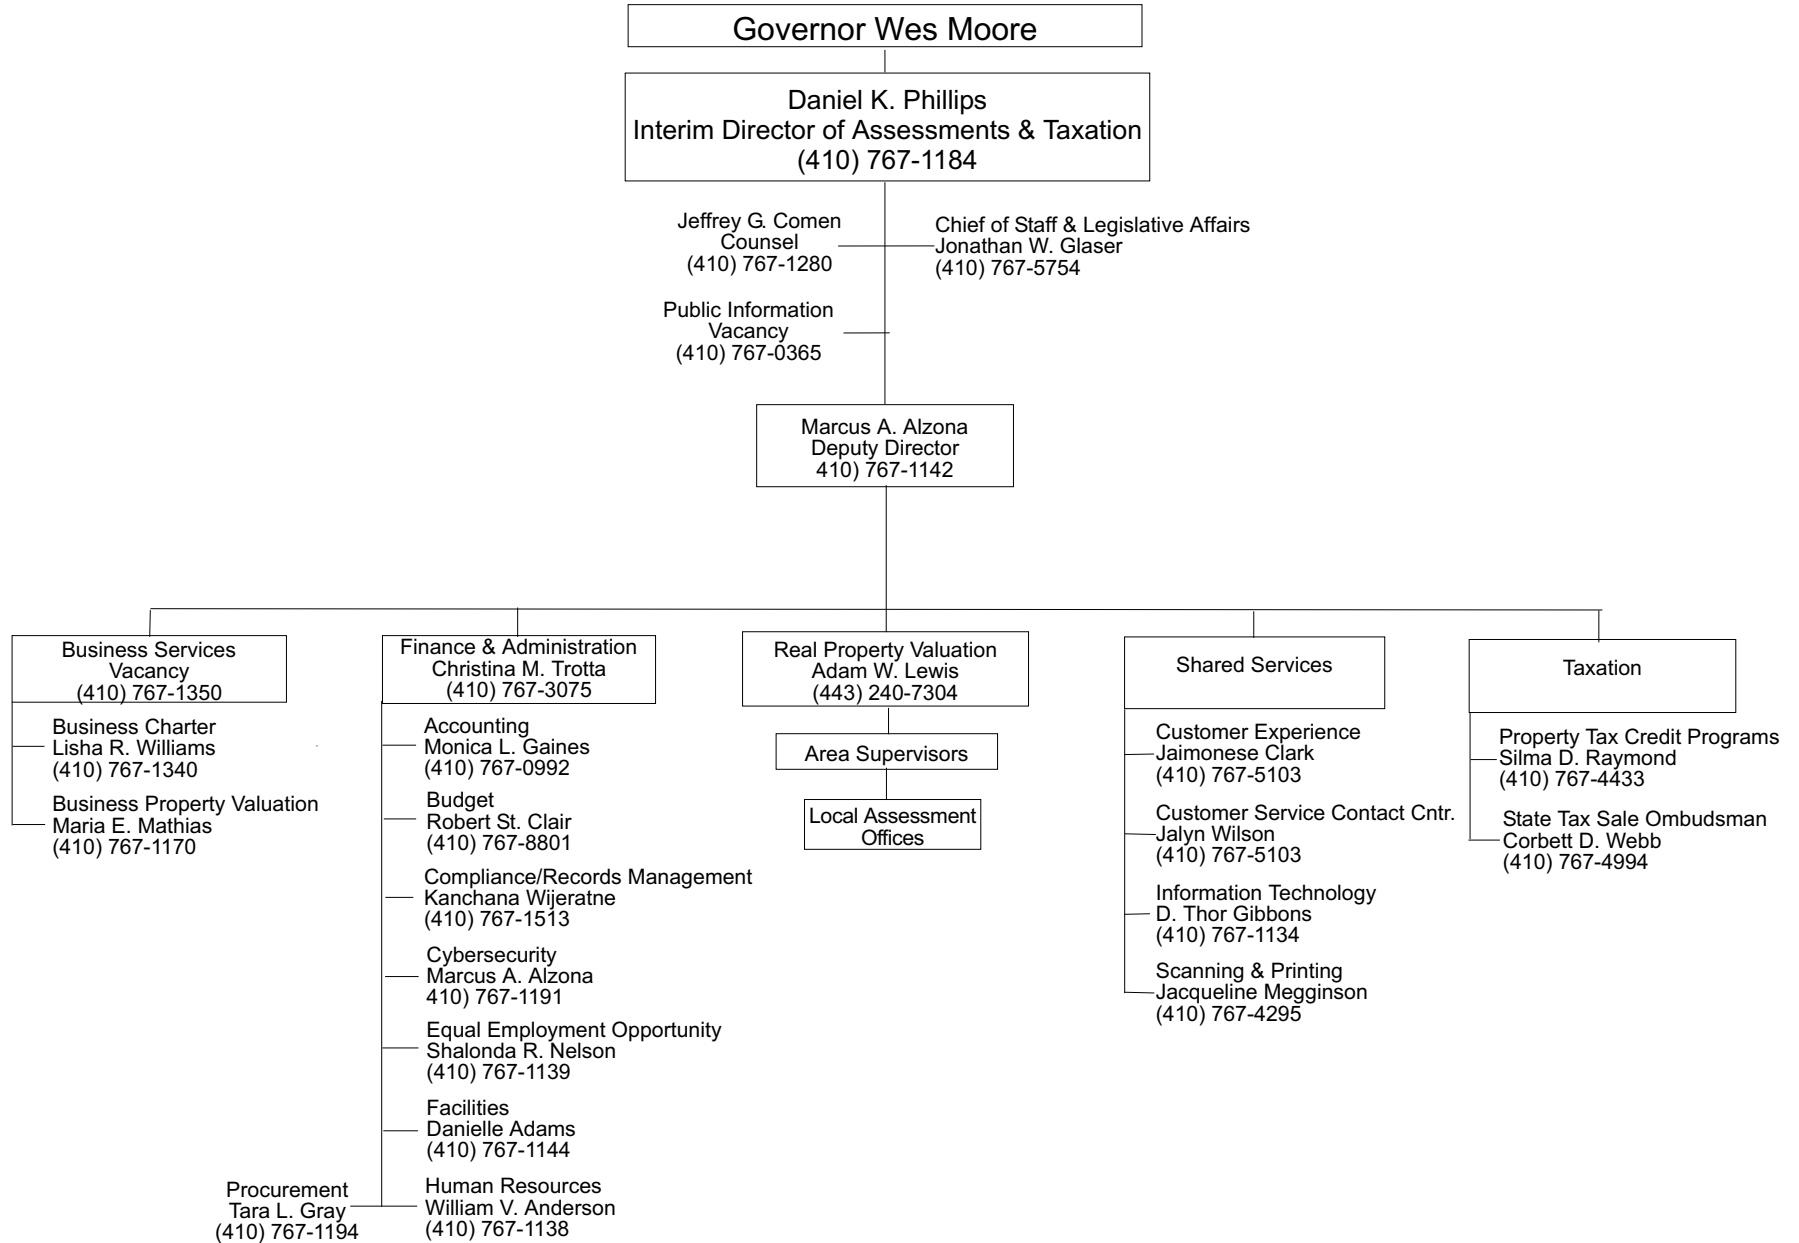 Governor Wes Moore
Daniel K. Phillips
Interim Director of Assessments & Taxation
(410) 767-1184
Jeffrey G. Comen
Counsel
(410) 767-1280
Chief of Staff & Legislative Affairs
Jonathan W. Glaser
(410) 767-5754
Public Information
Vacancy
(410) 767-0365
Marcus A. Alzona
Deputy Director
410) 767-1142
Business Services
Vacancy
(410) 767-1350
Business Charter
Lisha R. Williams
(410) 767-1340
Business Property Valuation
Maria E. Mathias
(410) 767-1170
Finance & Administration
Christina M. Trotta
(410) 767-3075
Accounting
Monica L. Gaines
(410) 767-0992
Budget
Robert St. Clair
(410) 767-8801
Compliance/Records Management
Kanchana Wijeratne
(410) 767-1513
Cybersecurity
Marcus A. Alzona
410) 767-1191
Equal Employment Opportunity
Shalonda R. Nelson
(410) 767-1139
Facilities
Danielle Adams
(410) 767-1144
Procurement
Tara L. Gray
(410) 767-1194
Human Resources
William V. Anderson
(410) 767-1138
Real Property Valuation
Adam W. Lewis
(443) 240-7304
Area Supervisors
Local Assessment
Offices
Shared Services
Customer Experience
Jaimonese Clark
(410) 767-5103
Customer Service Contact Cntr.
Jalyn Wilson
(410) 767-5103
Information Technology
D. Thor Gibbons
(410) 767-1134
Scanning & Printing
Jacqueline Megginson
(410) 767-4295
Taxation
Property Tax Credit Programs
Silma D. Raymond
(410) 767-4433
State Tax Sale Ombudsman
Corbett D. Webb
(410) 767-4994